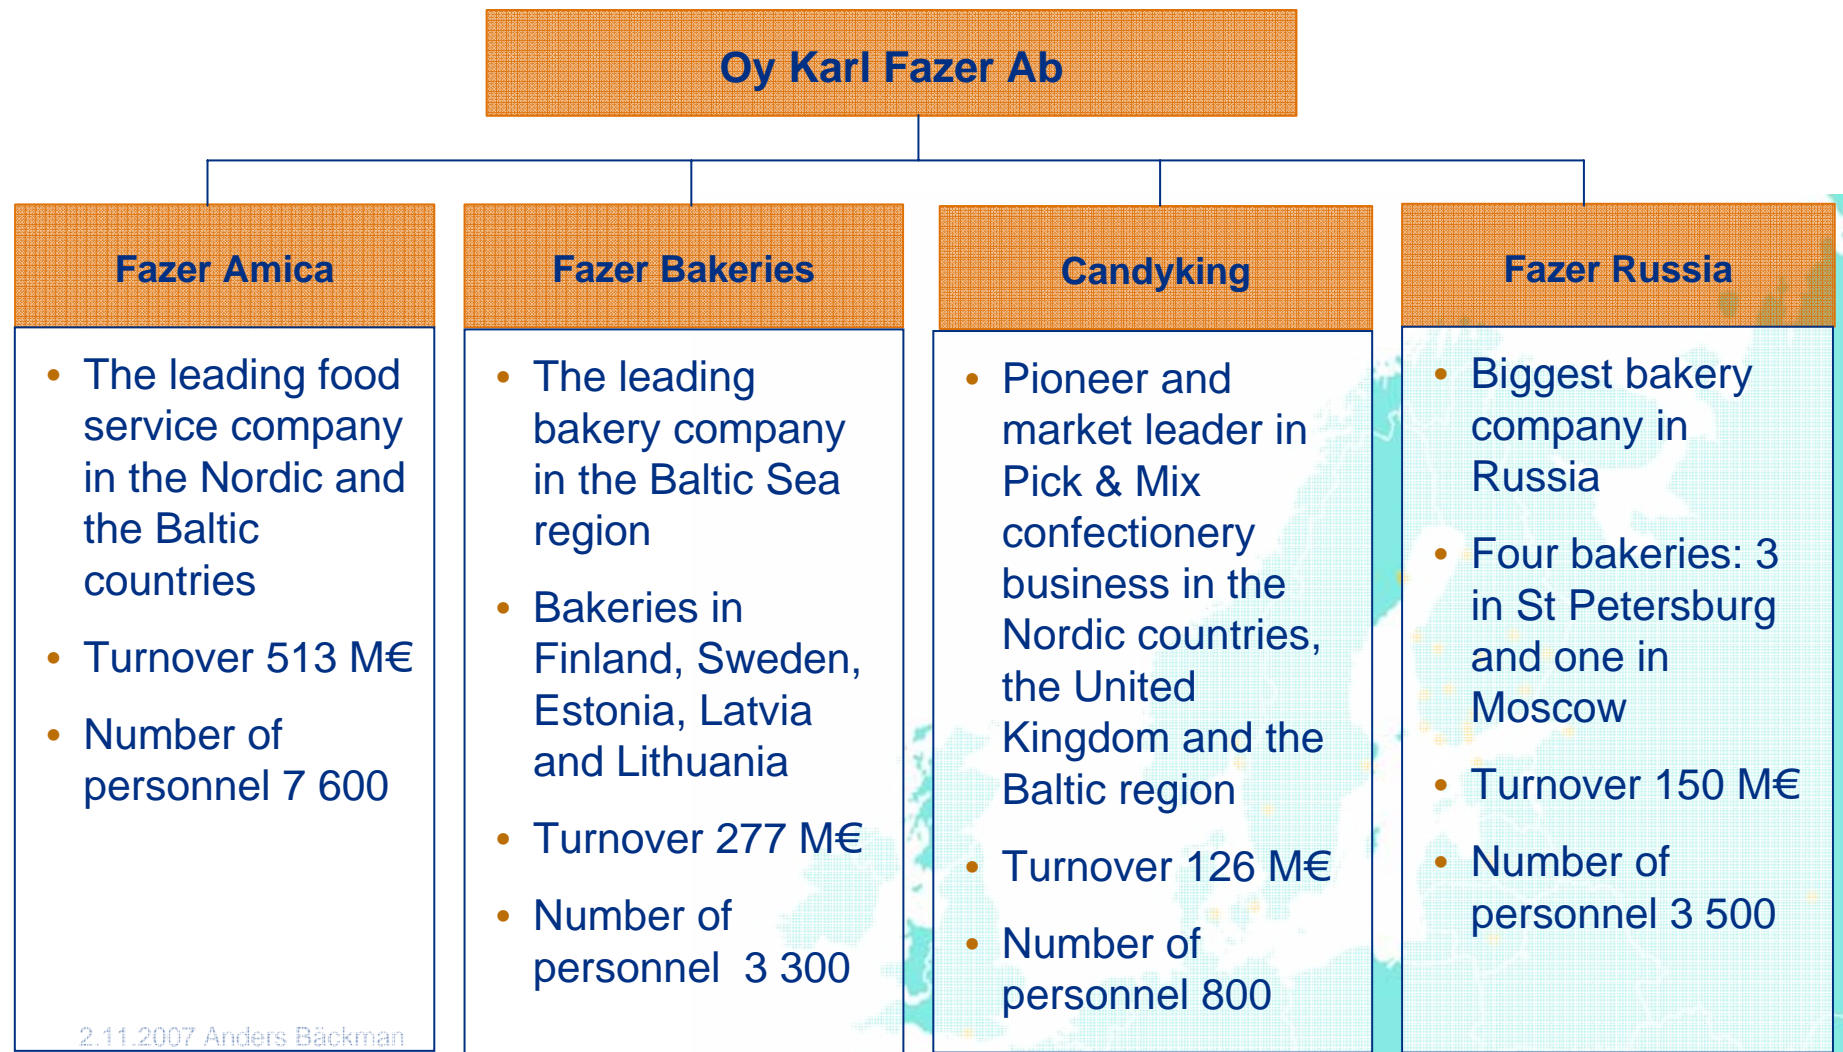 Oy Karl Fazer Ab
Fazer Amica
• The leading food
service company
in the Nordic and
the Baltic
countries
• Turnover 513 M€
• Number of
personnel 7 600
Fazer Bakeries
• The leading
bakery company
in the Baltic Sea
region
• Bakeries in
Finland, Sweden,
Estonia, Latvia
and Lithuania
• Turnover 277 M€
• Number of
personnel 3 300
Candyking
• Pioneer and
market leader in
Pick & Mix
confectionery
business in the
Nordic countries,
the United
Kingdom and the
Baltic region
• Turnover 126 M€
• Number of
personnel 800
Fazer Russia
• Biggest bakery
company in
Russia
• Four bakeries: 3
in St Petersburg
and one in
Moscow
• Turnover 150 M€
• Number of
personnel 3 500
2.11.2007 Anders Bäckman